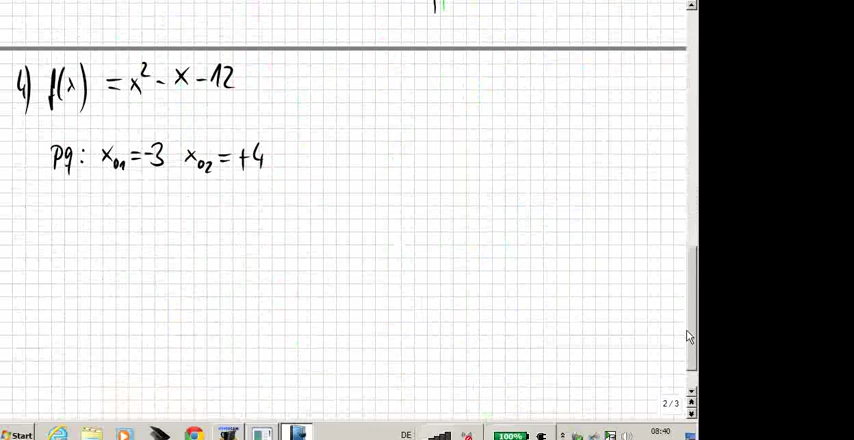 4) f(x) = x² - x - 12
pq: x₀₁ = -3 x₀₂ = +4
2 / 3
Start
DE
100%
08:40